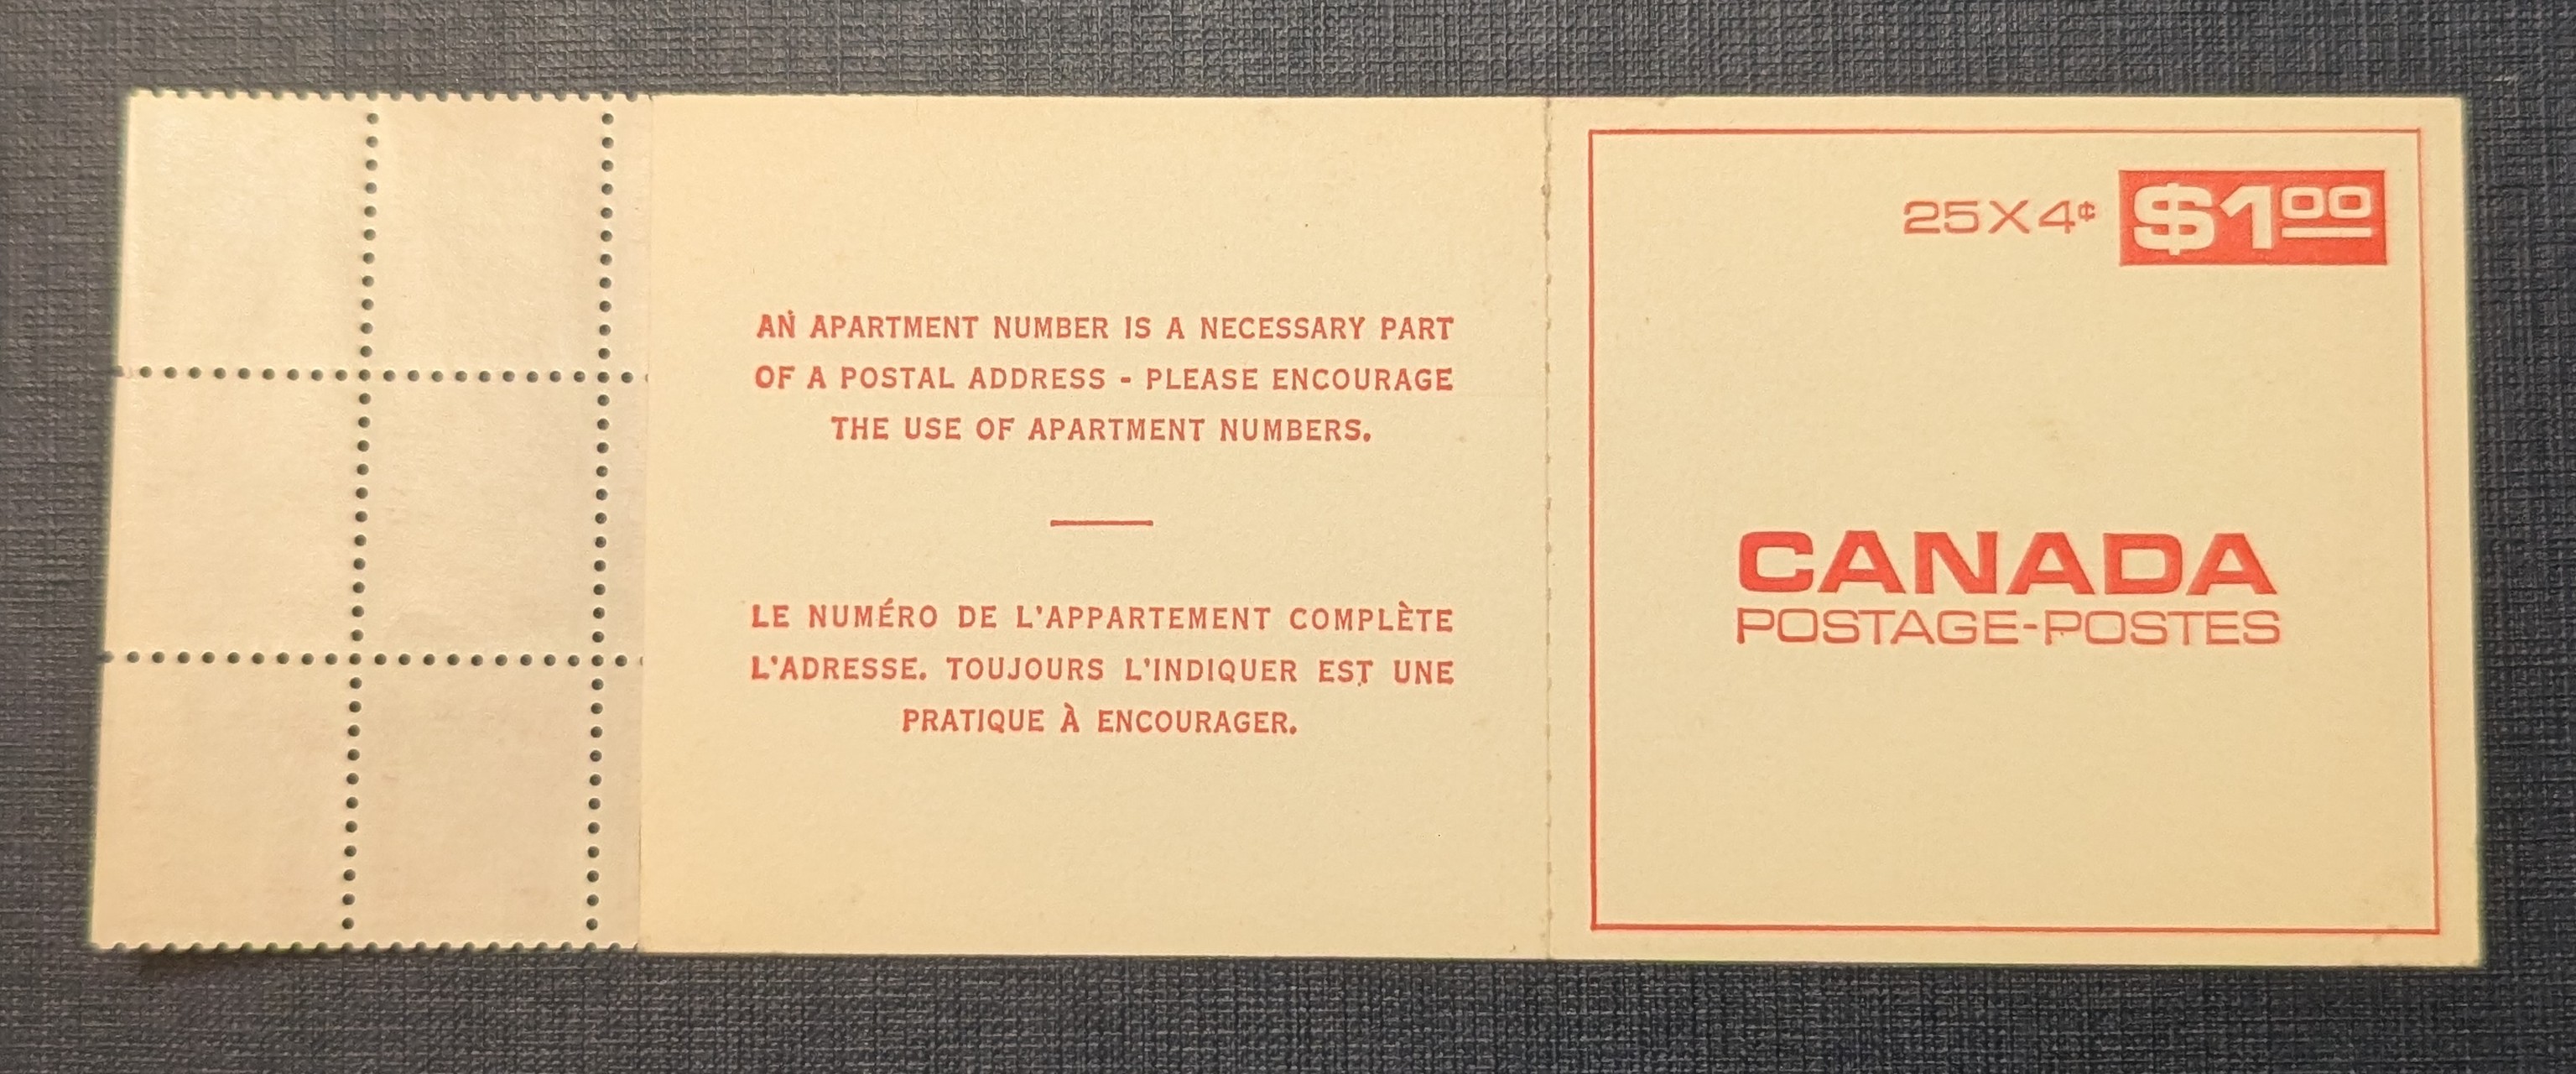 AN APARTMENT NUMBER IS A NECESSARY PART
OF A POSTAL ADDRESS - PLEASE ENCOURAGE
THE USE OF APARTMENT NUMBERS.
LE NUMÉRO DE L'APPARTEMENT COMPLÈTE
L'ADRESSE. TOUJOURS L'INDIQUER EST UNE
PRATIQUE À ENCOURAGER.
25X4¢ $1.00
CANADA
POSTAGE-POSTES